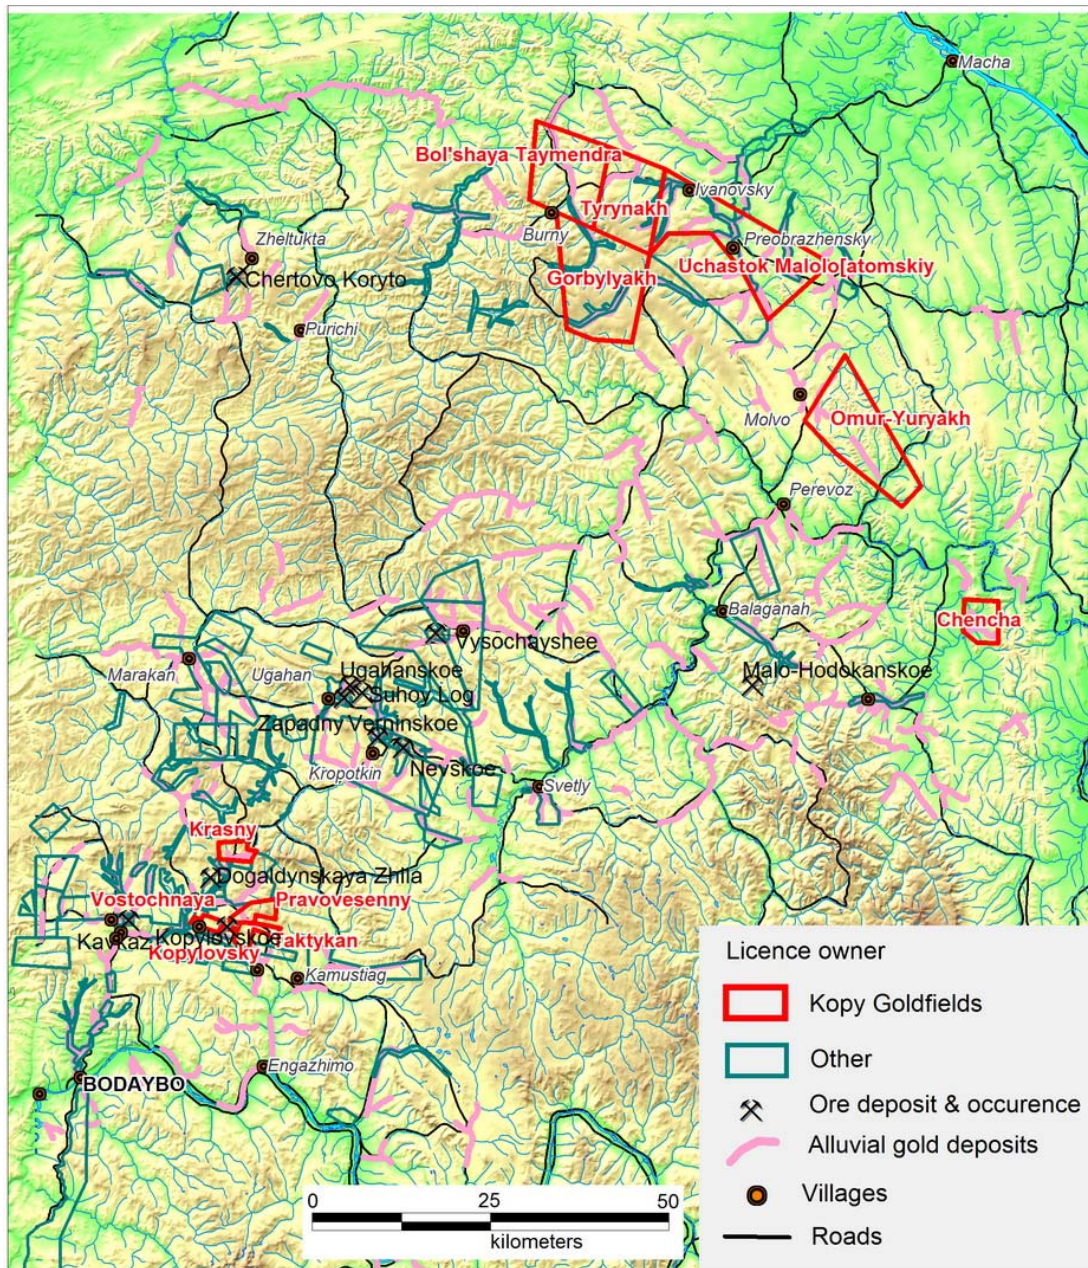 Macha
Bol'shaya Taymendra
Ivanovsky
Tyrynakh
Burny
Zheltukta
Preobrazhensky
Uchastok Malolo[atomskiy
Gorbylyakh
Chertovo Koryto
Purichi
Molvo
Omur-Yuryakh
Perevoz
Balaganah
Chencha
Vysochayshee
Marakan
Ugahan
Ugahanskoe
Malo-Hodokanskoe
Suhoy Log
Zapadny Verninskoe
Kropotkin
Nevskoe
Svetly
Krasny
Dogaldynskaya Zhila
Vostochnaya
Pravovesenny
Kavkaz
Kopylovskoe
Taktykan
Kopylovsky
Kamustiag
Engazhimo
BODAYBO
Licence owner
Kopy Goldfields
Other
Ore deposit & occurence
Alluvial gold deposits
Villages
Roads
0 25 50
kilometers